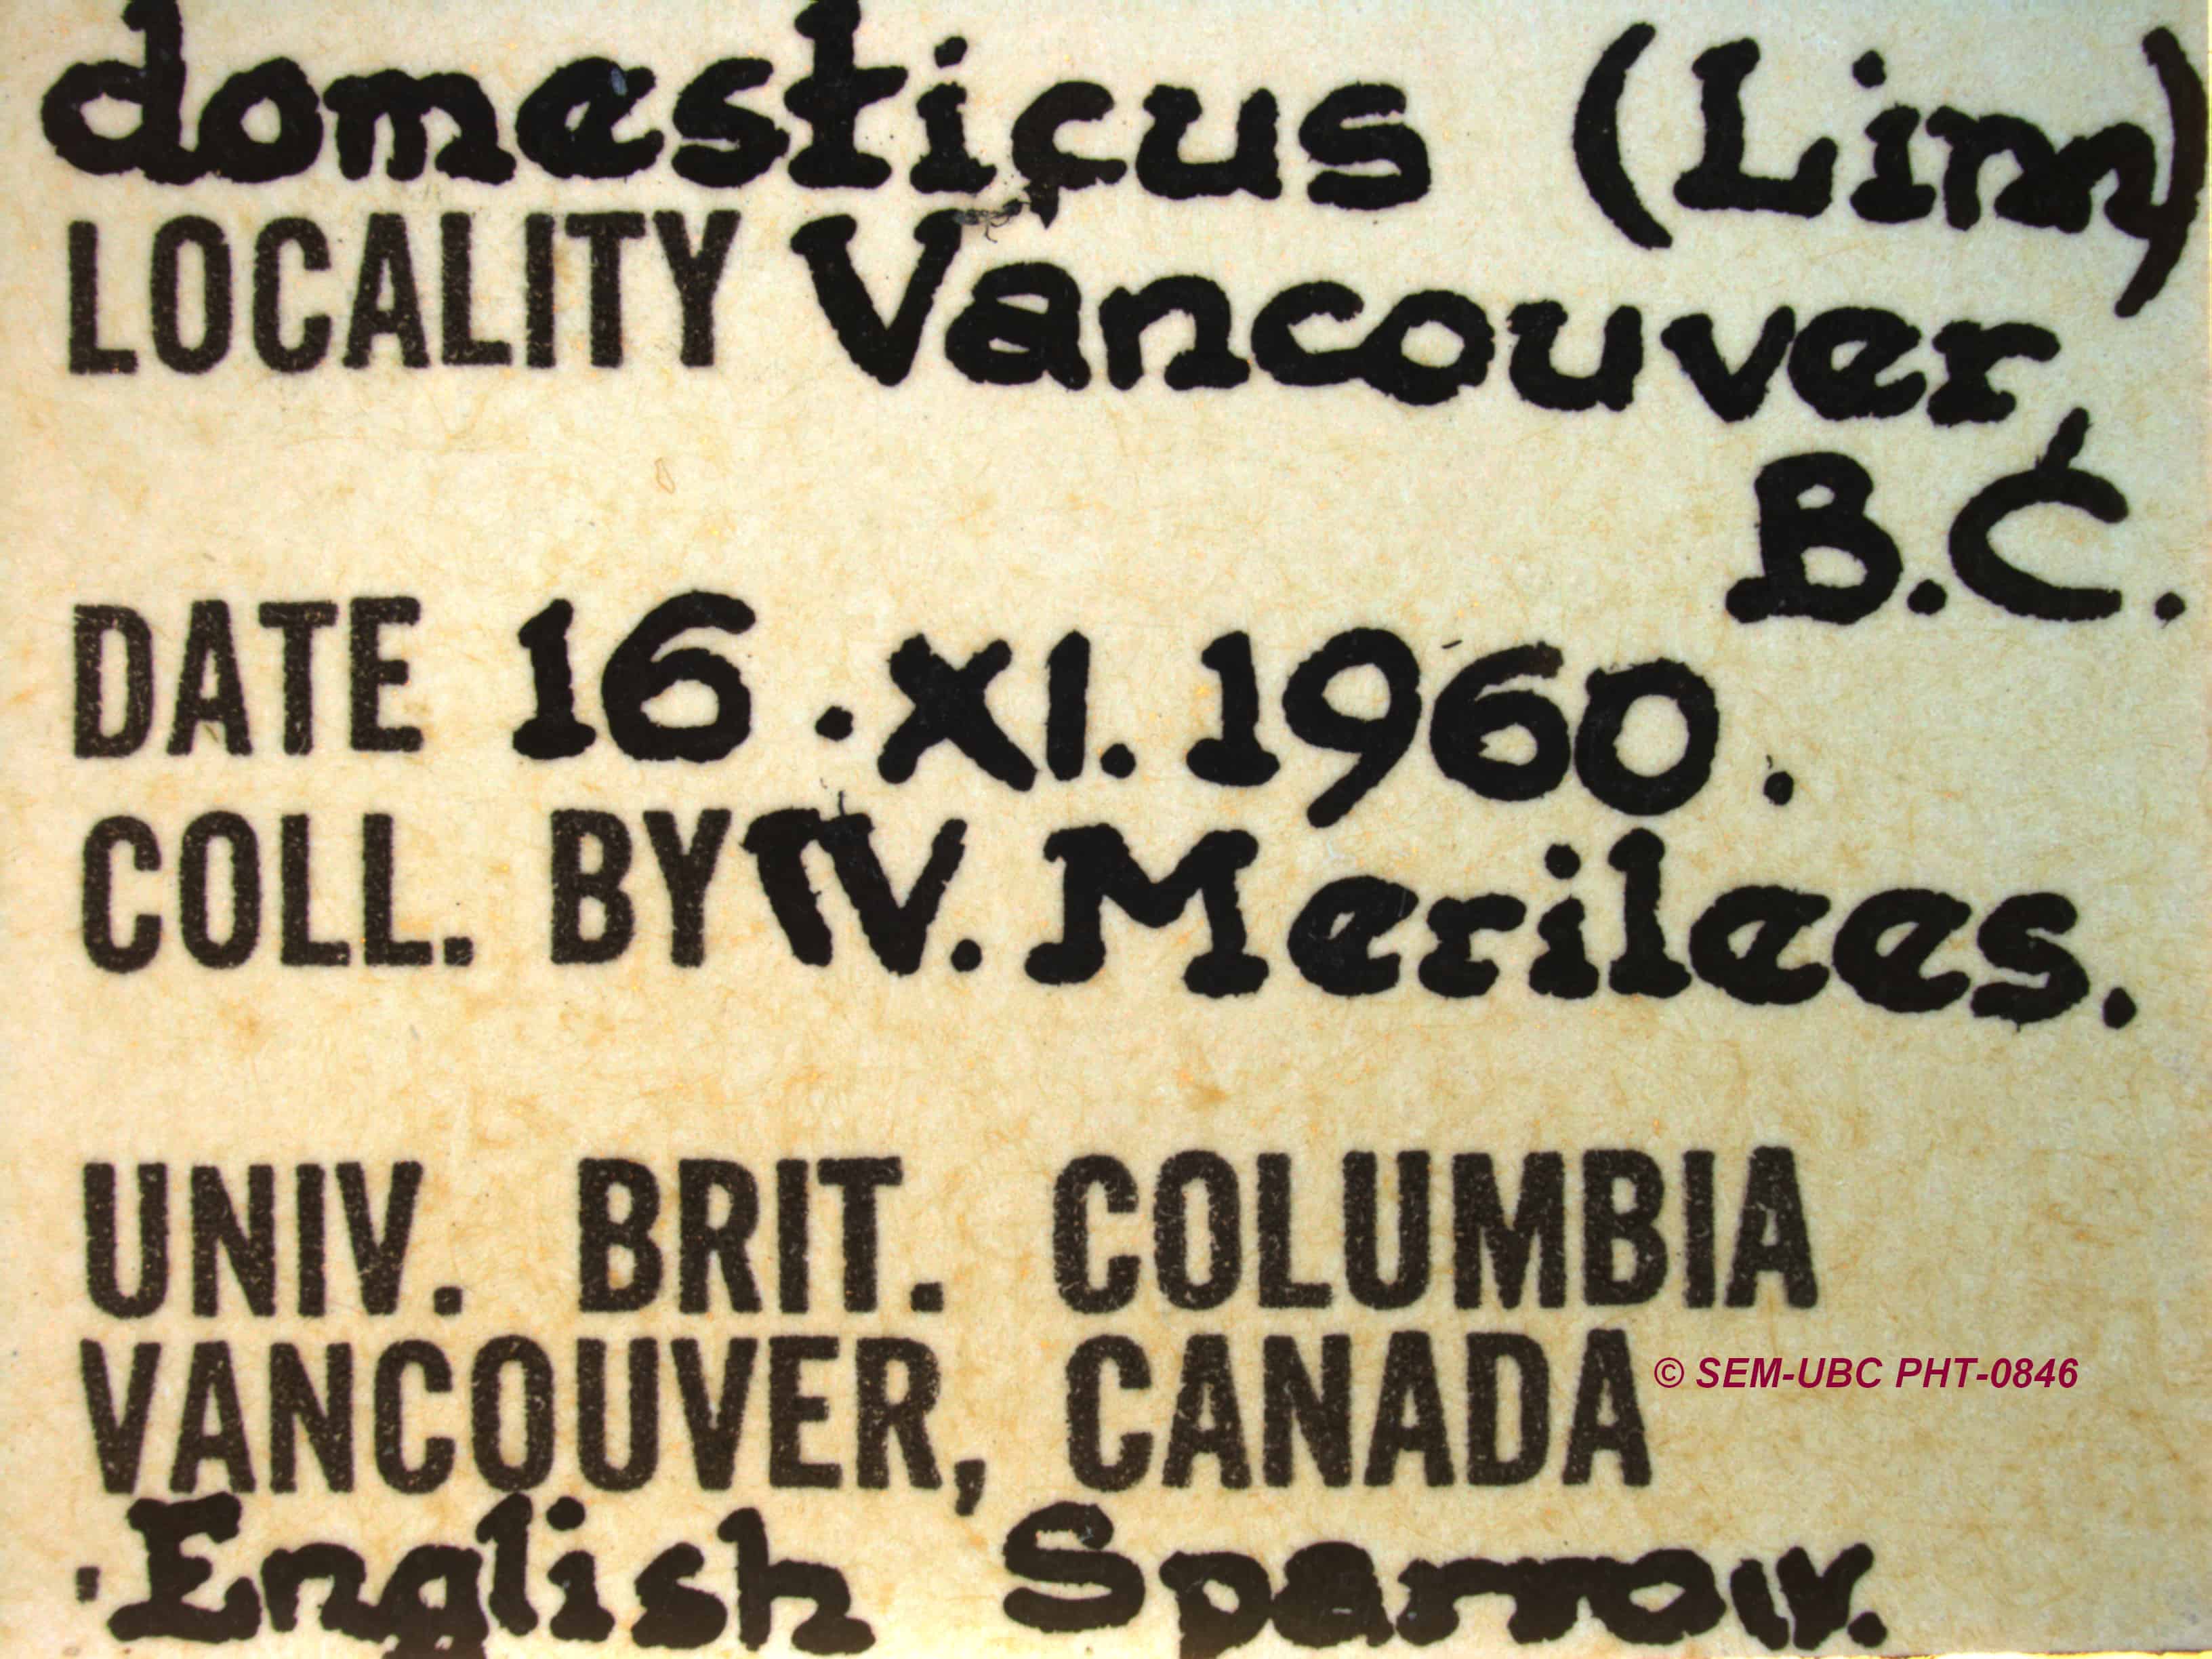 domesticus (Linn)
LOCALITY Vancouver,
B.C.
DATE 16.XI.1960.
COLL. BY W. Merilees.
UNIV. BRIT. COLUMBIA
VANCOUVER, CANADA
© SEM-UBC PHT-0846
English Sparrow.